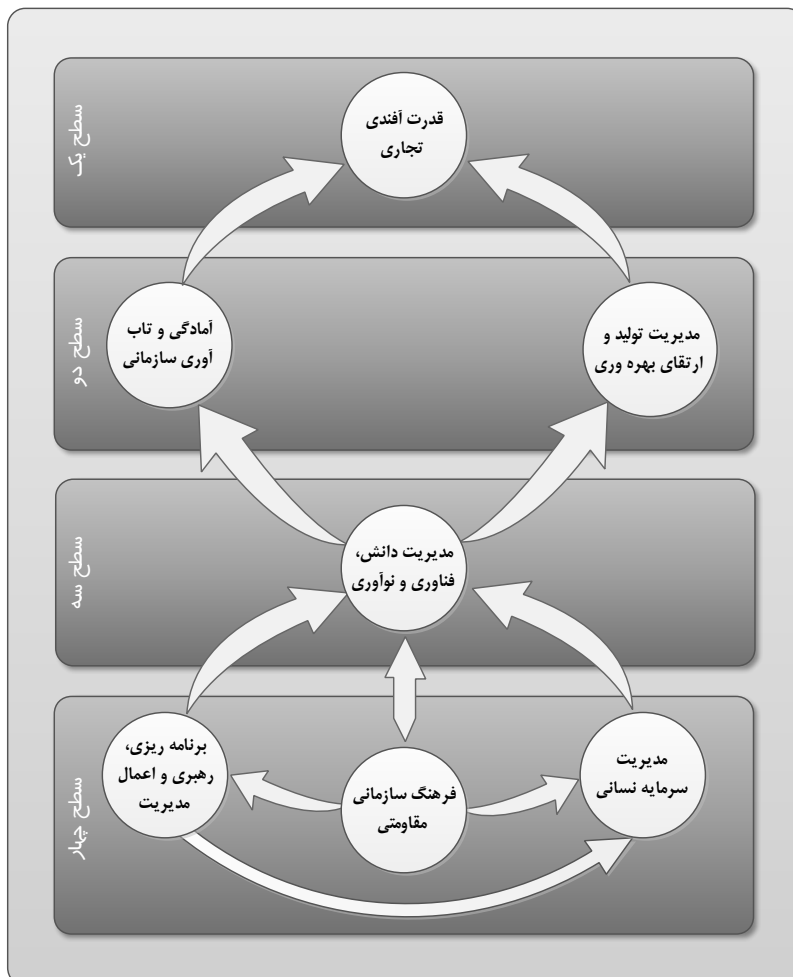 سطح یک
قدرت آفندی
تجاری
سطح دو
مدیریت تولید و
ارتقای بهره وری
آمادگی و تاب
آوری سازمانی
سطح سه
مدیریت دانش،
فناوری و نوآوری
سطح چهار
مدیریت
سرمایه نسانی
فرهنگ سازمانی
مقاومتی
برنامه ریزی،
رهبری و اعمال
مدیریت